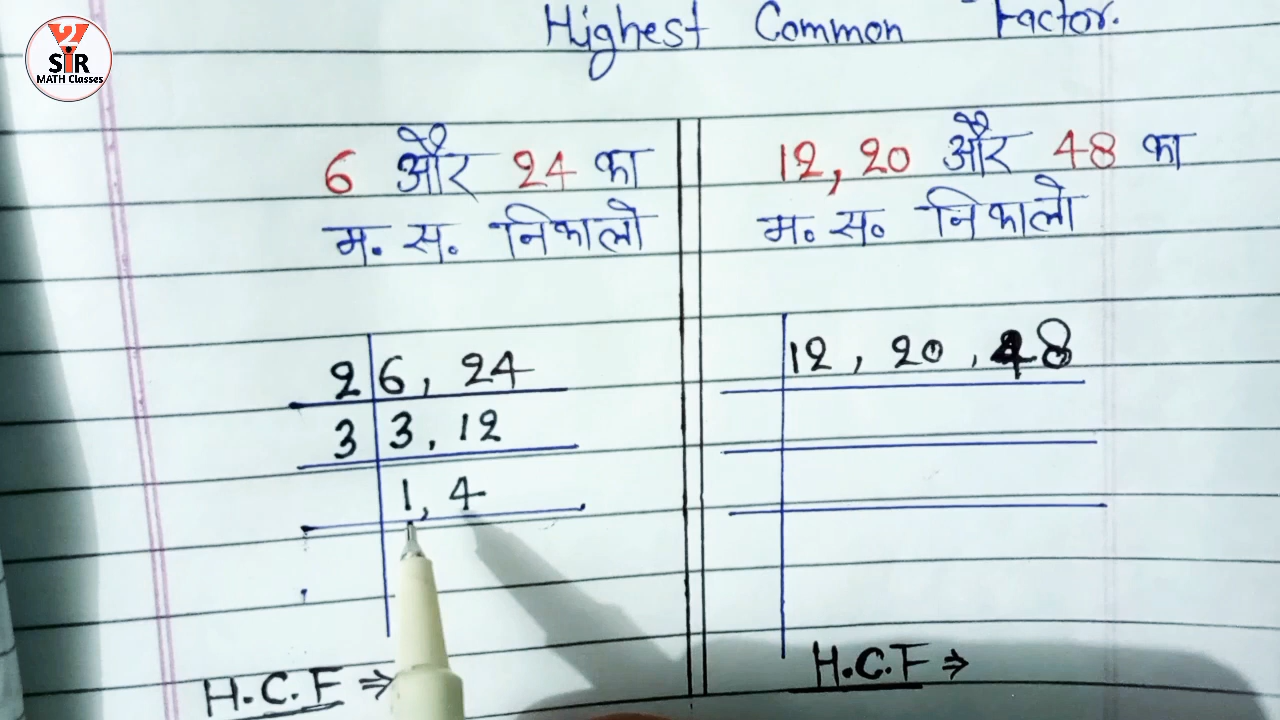 2
SIR
MATH Classes
Highest Common Factor.
6 और 24 का
म. स. निकालो
2 6, 24
3 3, 12
1, 4
H.C.F ⇒
12, 20 और 48 का
म. स. निकालो
12, 20, 48
H.C.F ⇒